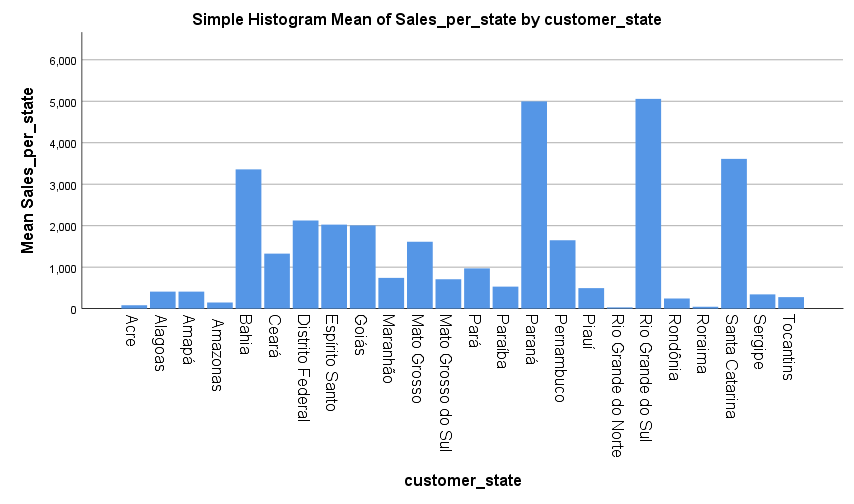 Simple Histogram Mean of Sales_per_state by customer_state
Mean Sales_per_state
6,000
5,000
4,000
3,000
2,000
1,000
0
Acre
Alagoas
Amapá
Amazonas
Bahia
Ceará
Distrito Federal
Espírito Santo
Goiás
Maranhão
Mato Grosso
Mato Grosso do Sul
Pará
Paraíba
Paraná
Pernambuco
Piauí
Rio Grande do Norte
Rio Grande do Sul
Rondônia
Roraima
Santa Catarina
Sergipe
Tocantins
customer_state